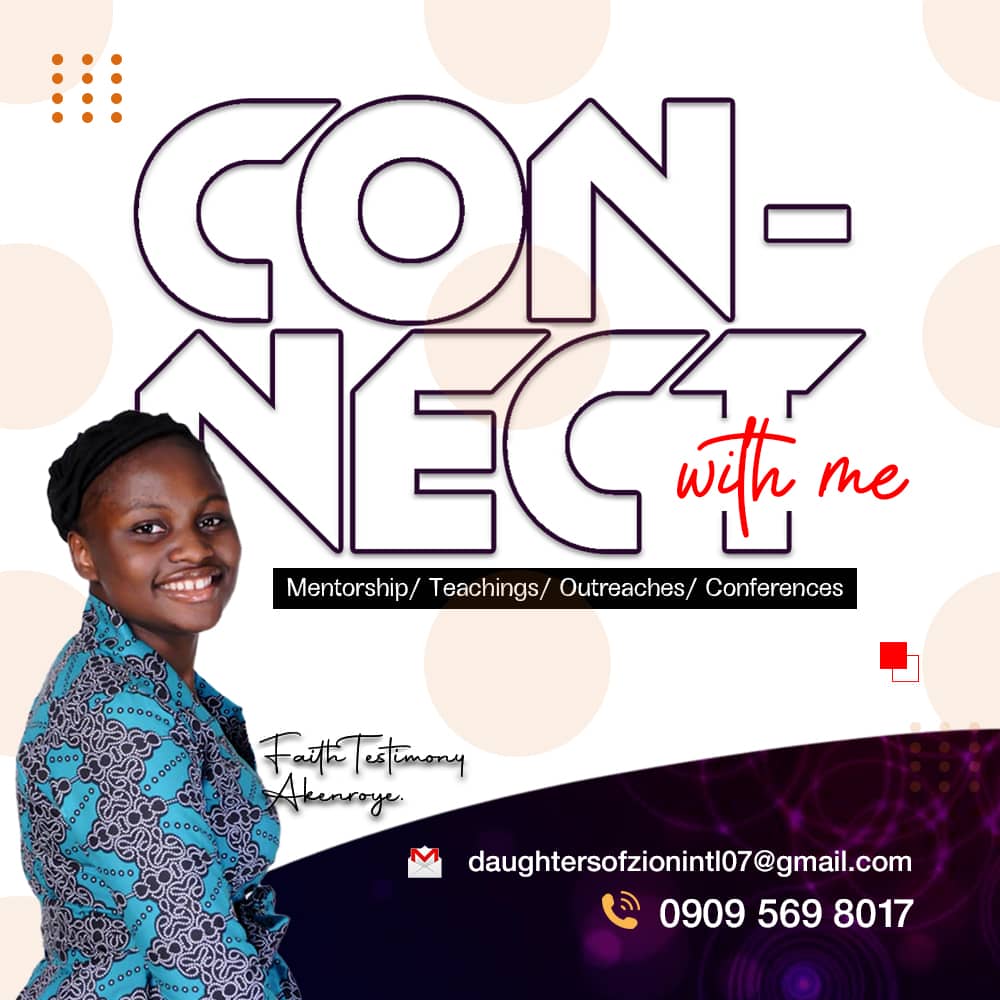 CON-
NECT
with me
Mentorship/ Teachings/ Outreaches/ Conferences
Faith Testimony
Akenroye.
daughtersofzionintl07@gmail.com
0909 569 8017